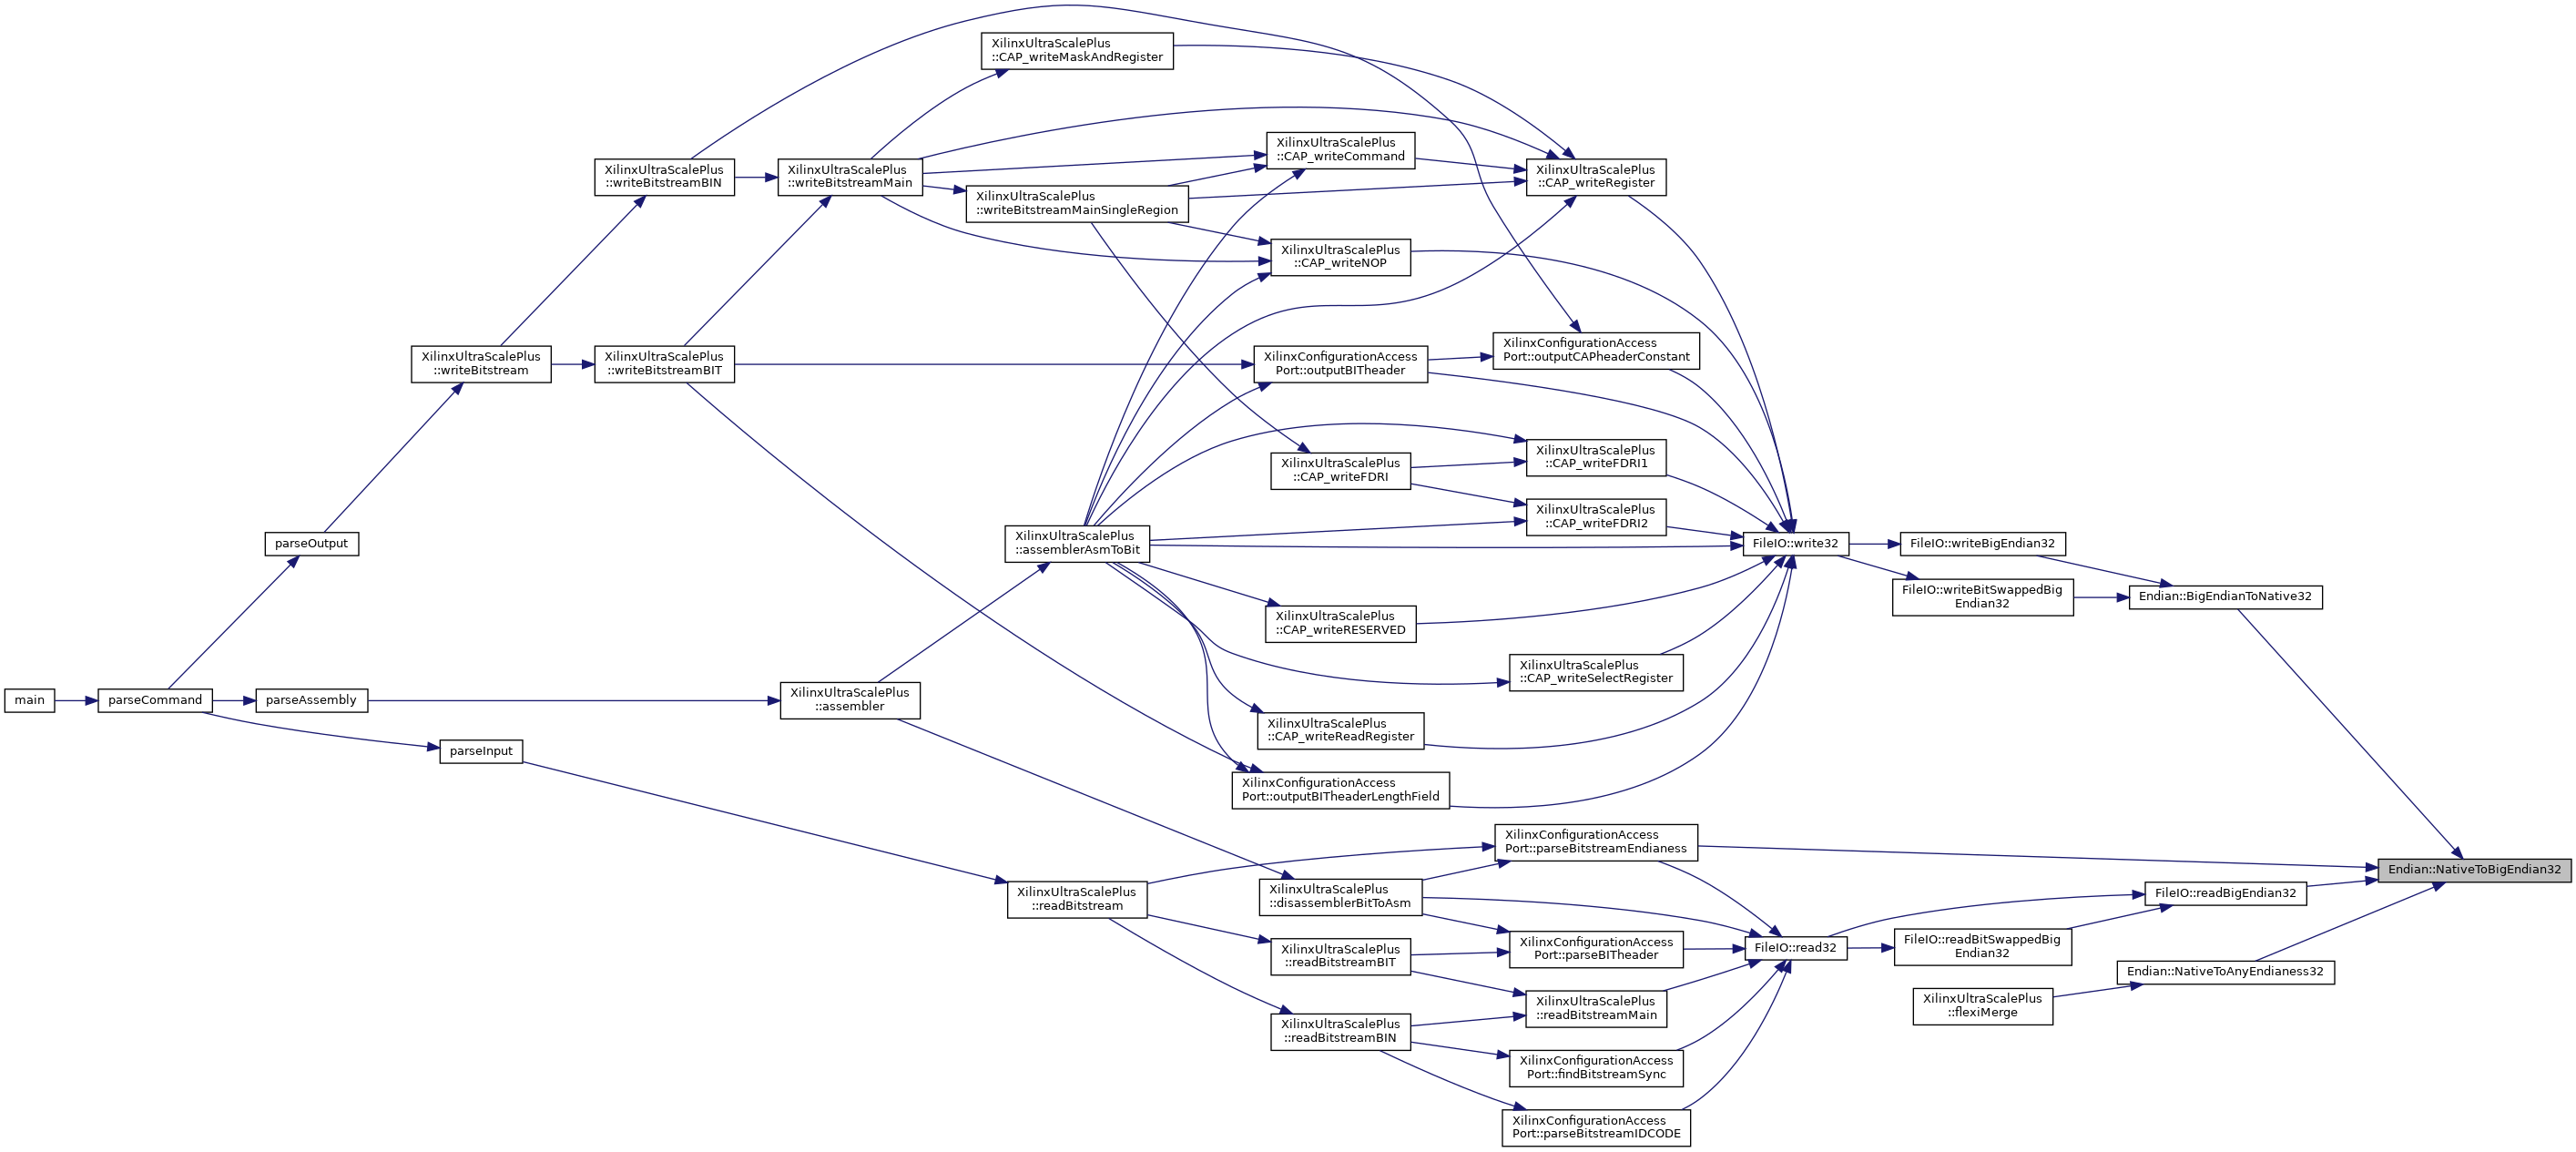 XilinxUltraScalePlus
::CAP_writeMaskAndRegister
XilinxUltraScalePlus
::CAP_writeCommand
XilinxUltraScalePlus
::writeBitstreamBIN
XilinxUltraScalePlus
::writeBitstreamMain
XilinxUltraScalePlus
::CAP_writeRegister
XilinxUltraScalePlus
::writeBitstreamMainSingleRegion
XilinxUltraScalePlus
::CAP_writeNOP
XilinxConfigurationAccess
Port::outputCAPheaderConstant
XilinxUltraScalePlus
::writeBitstream
XilinxUltraScalePlus
::writeBitstreamBIT
XilinxConfigurationAccess
Port::outputBITheader
XilinxUltraScalePlus
::CAP_writeFDRI1
XilinxUltraScalePlus
::CAP_writeFDRI
XilinxUltraScalePlus
::CAP_writeFDRI2
parseOutput
XilinxUltraScalePlus
::assemblerAsmToBit
FileIO::write32
FileIO::writeBigEndian32
FileIO::writeBitSwappedBig
Endian32
Endian::BigEndianToNative32
XilinxUltraScalePlus
::CAP_writeRESERVED
XilinxUltraScalePlus
::CAP_writeSelectRegister
main
parseCommand
parseAssembly
XilinxUltraScalePlus
::assembler
XilinxUltraScalePlus
::CAP_writeReadRegister
parseInput
XilinxConfigurationAccess
Port::outputBITheaderLengthField
XilinxConfigurationAccess
Port::parseBitstreamEndianess
Endian::NativeToBigEndian32
XilinxUltraScalePlus
::readBitstream
XilinxUltraScalePlus
::disassemblerBitToAsm
FileIO::readBigEndian32
XilinxUltraScalePlus
::readBitstreamBIT
XilinxConfigurationAccess
Port::parseBITheader
FileIO::read32
FileIO::readBitSwappedBig
Endian32
Endian::NativeToAnyEndianess32
XilinxUltraScalePlus
::readBitstreamMain
XilinxUltraScalePlus
::flexiMerge
XilinxUltraScalePlus
::readBitstreamBIN
XilinxConfigurationAccess
Port::findBitstreamSync
XilinxConfigurationAccess
Port::parseBitstreamIDCODE